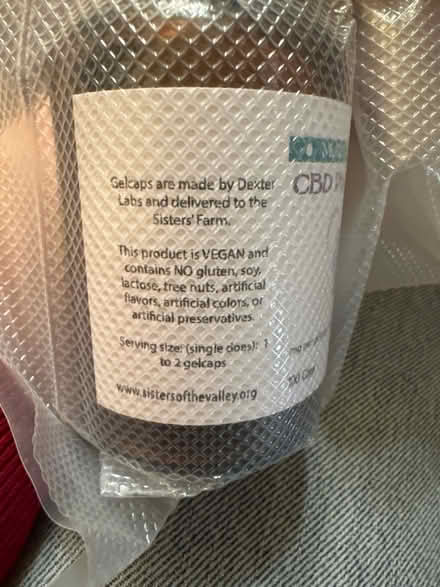 Gelcaps are made by Dexter
Labs and delivered to the
Sisters' Farm.
This product is VEGAN and
contains NO gluten, soy,
lactose, tree nuts, artificial
flavors, artificial colors, or
artificial preservatives.
Serving size: (single does): 1
to 2 gelcaps
www.sistersofthevalley.org
CBD